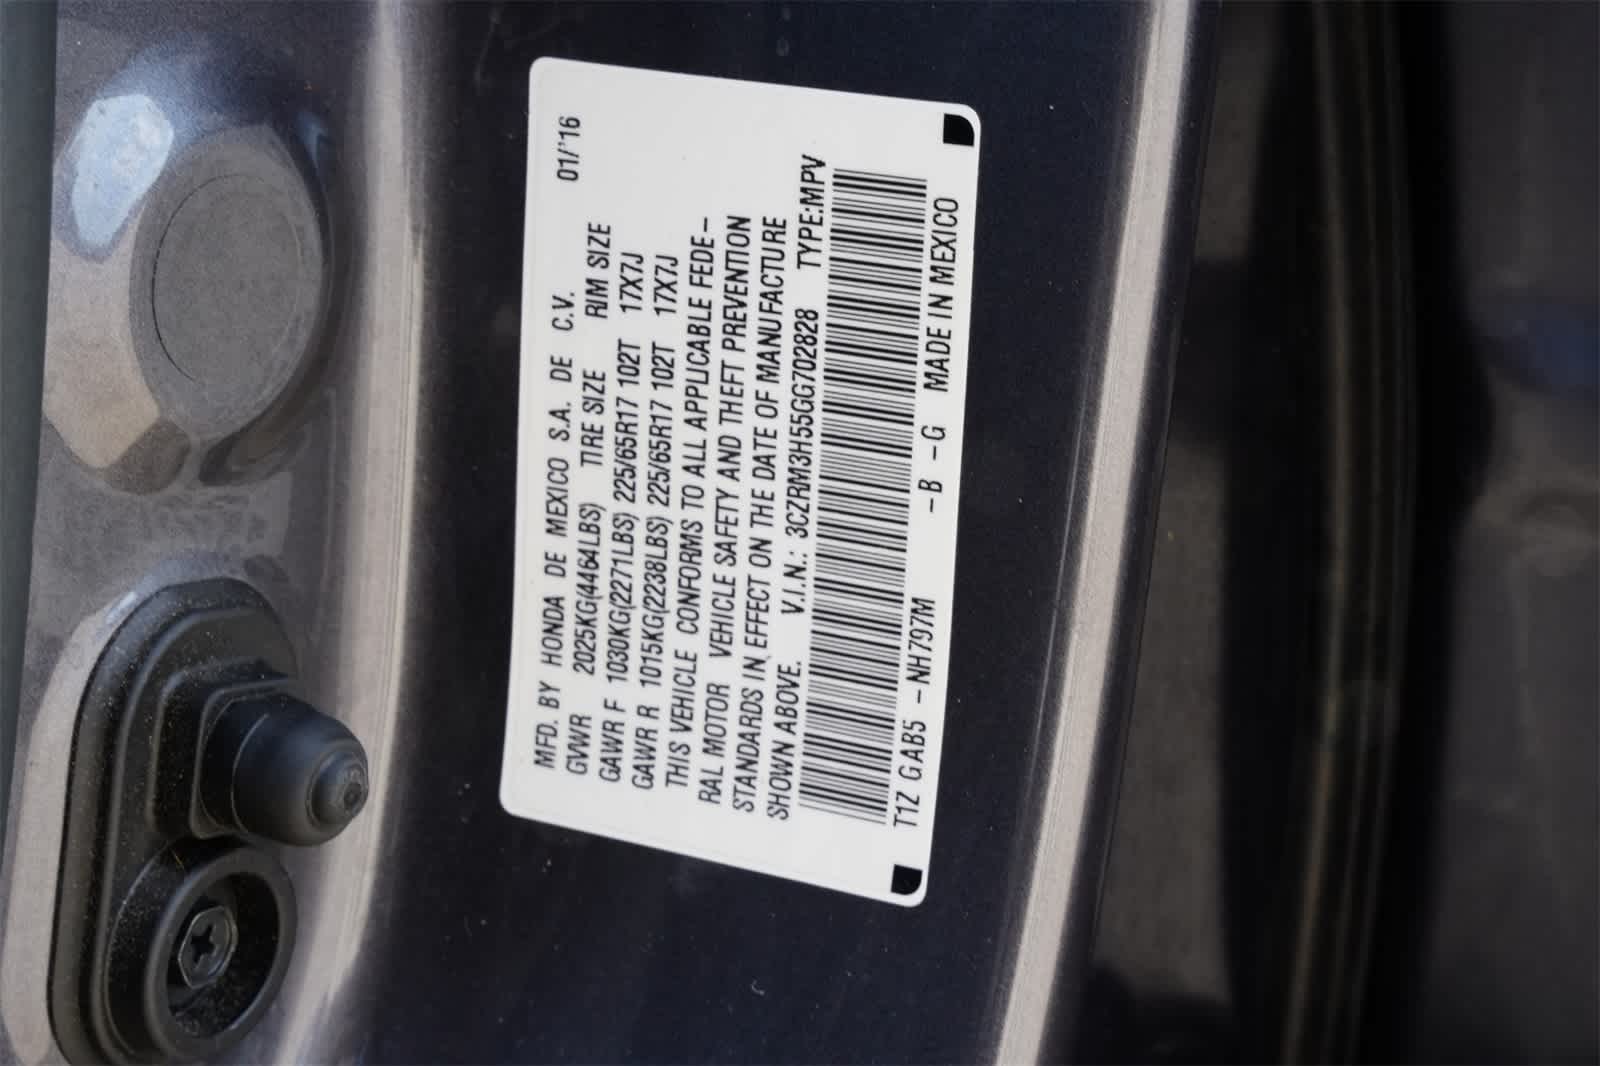 MFD. BY HONDA DE MEXICO S.A. DE C.V. 01/'16
GVWR 2025KG(4464LBS) TIRE SIZE RIM SIZE
GAWR F 1030KG(2271LBS) 225/65R17 102T 17X7J
GAWR R 1015KG(2238LBS) 225/65R17 102T 17X7J
THIS VEHICLE CONFORMS TO ALL APPLICABLE FEDE-
RAL MOTOR VEHICLE SAFETY AND THEFT PREVENTION
STANDARDS IN EFFECT ON THE DATE OF MANUFACTURE
SHOWN ABOVE. V.I.N.: 3CZRM3H55GG702828 TYPE:MPV
T1Z GAB5 -NH797M -B -G MADE IN MEXICO